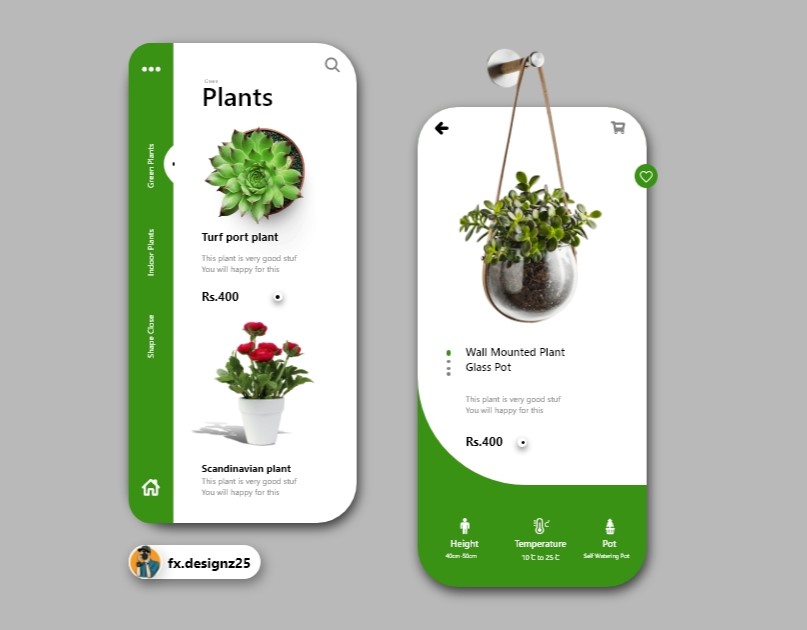 Green
Plants
Green Plants
Indoor Plants
Shape Close
Turf port plant
This plant is very good stuf
You will happy for this
Rs.400
Scandinavian plant
This plant is very good stuf
You will happy for this
fx.designz25
Wall Mounted Plant
Glass Pot
This plant is very good stuf
You will happy for this
Rs.400
Height
40cm -50cm
Temperature
10°C to 25°C
Pot
Self Watering Pot